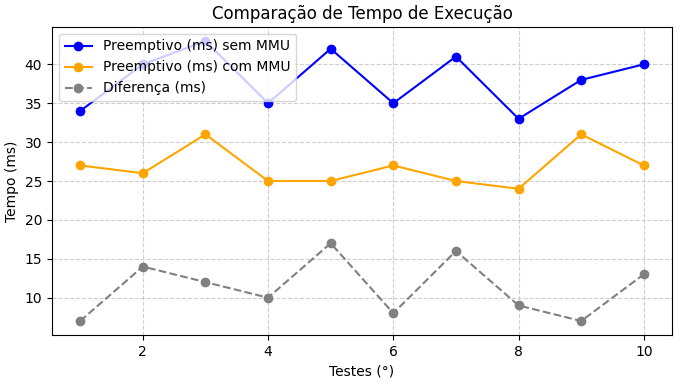 Comparação de Tempo de Execução
Preemptivo (ms) sem MMU
Preemptivo (ms) com MMU
Diferença (ms)
Tempo (ms)
40
35
30
25
20
15
10
2 4 6 8 10
Testes (°)